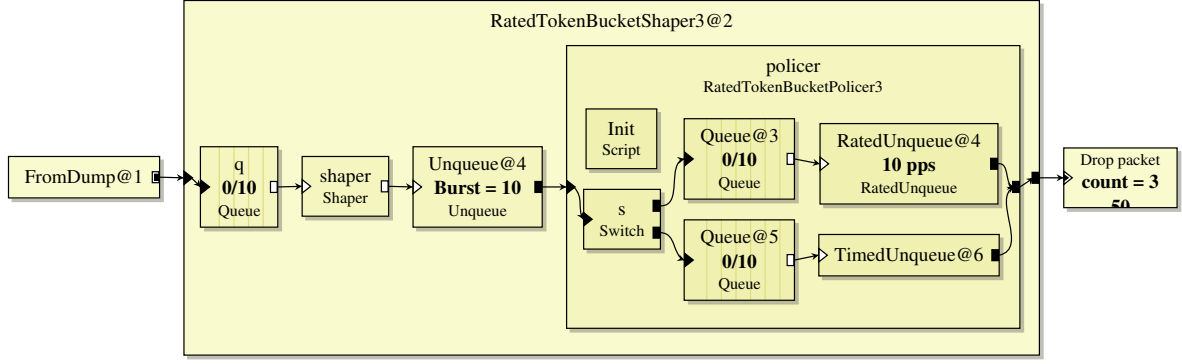 RatedTokenBucketShaper3@2
policer
RatedTokenBucketPolicer3
FromDump@1
q
0/10
Queue
shaper
Shaper
Unqueue@4
Burst = 10
Unqueue
Init
Script
s
Switch
Queue@3
0/10
Queue
RatedUnqueue@4
10 pps
RatedUnqueue
Queue@5
0/10
Queue
TimedUnqueue@6
Drop packet
count = 3
50